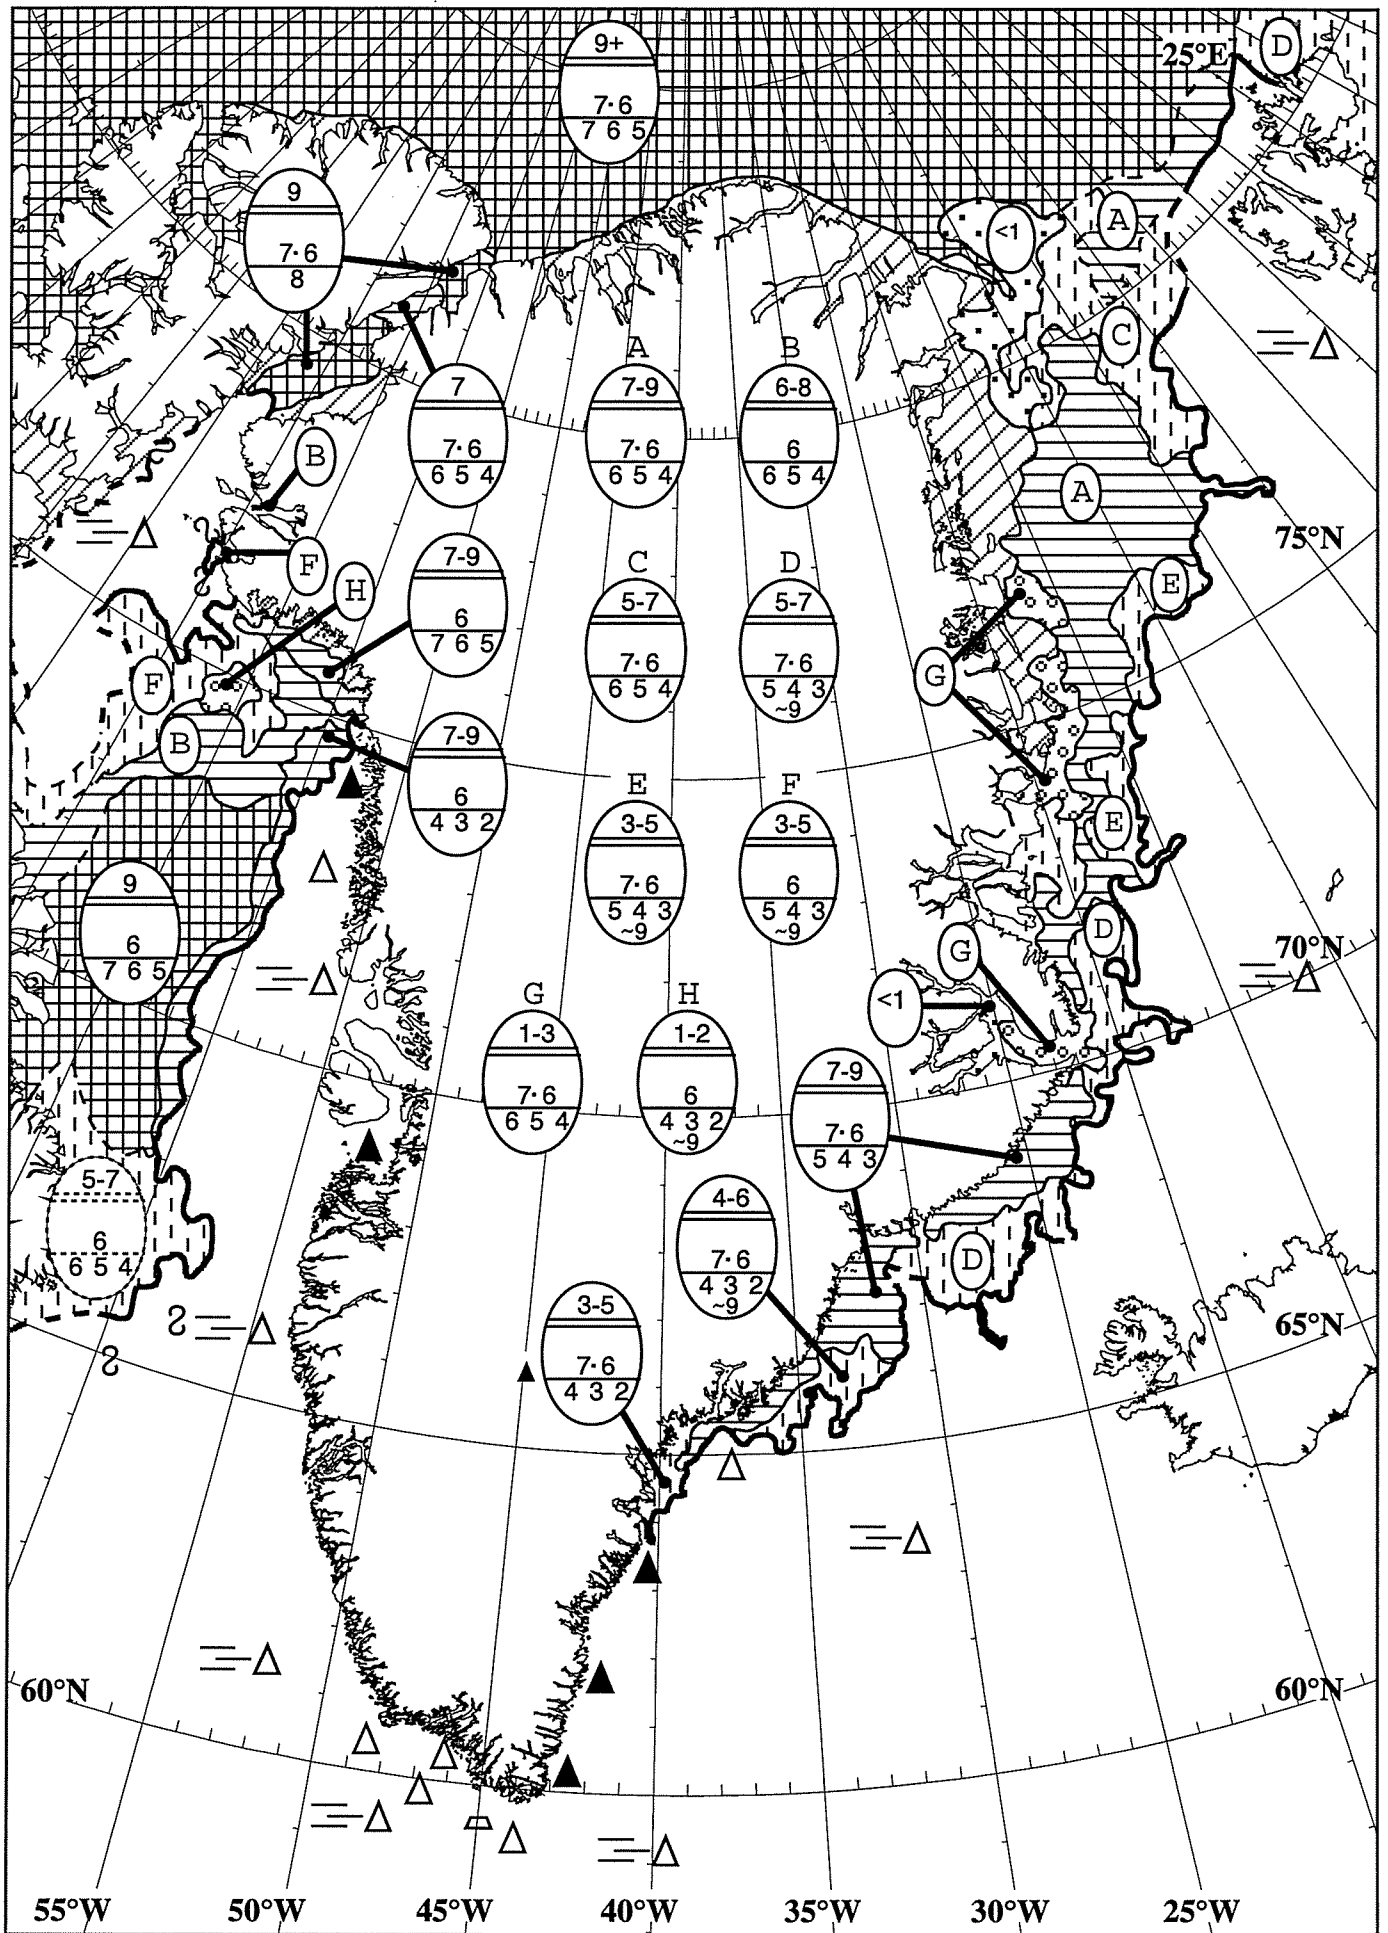 9+
7·6
7 6 5
25°E
D
9
7·6
8
<1
A
C
7
7·6
6 5 4
A
7-9
7·6
6 5 4
B
6-8
6
6 5 4
B
A
75°N
F
H
7-9
6
7 6 5
C
5-7
7·6
6 5 4
D
5-7
7·6
5 4 3
~9
E
F
G
B
7-9
6
4 3 2
E
3-5
7·6
5 4 3
~9
F
3-5
6
5 4 3
~9
E
9
6
7 6 5
D
70°N
G
<1
G
1-3
7·6
6 5 4
H
1-2
6
4 3 2
~9
7-9
7·6
5 4 3
5-7
6
6 5 4
4-6
7·6
4 3 2
~9
D
3-5
7·6
4 3 2
65°N
60°N
60°N
55°W
50°W
45°W
40°W
35°W
30°W
25°W